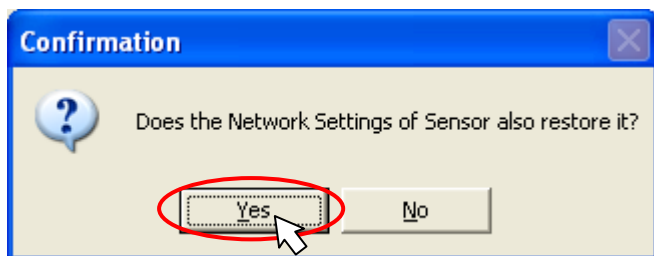 Confirmation
Does the Network Settings of Sensor also restore it?
Yes No